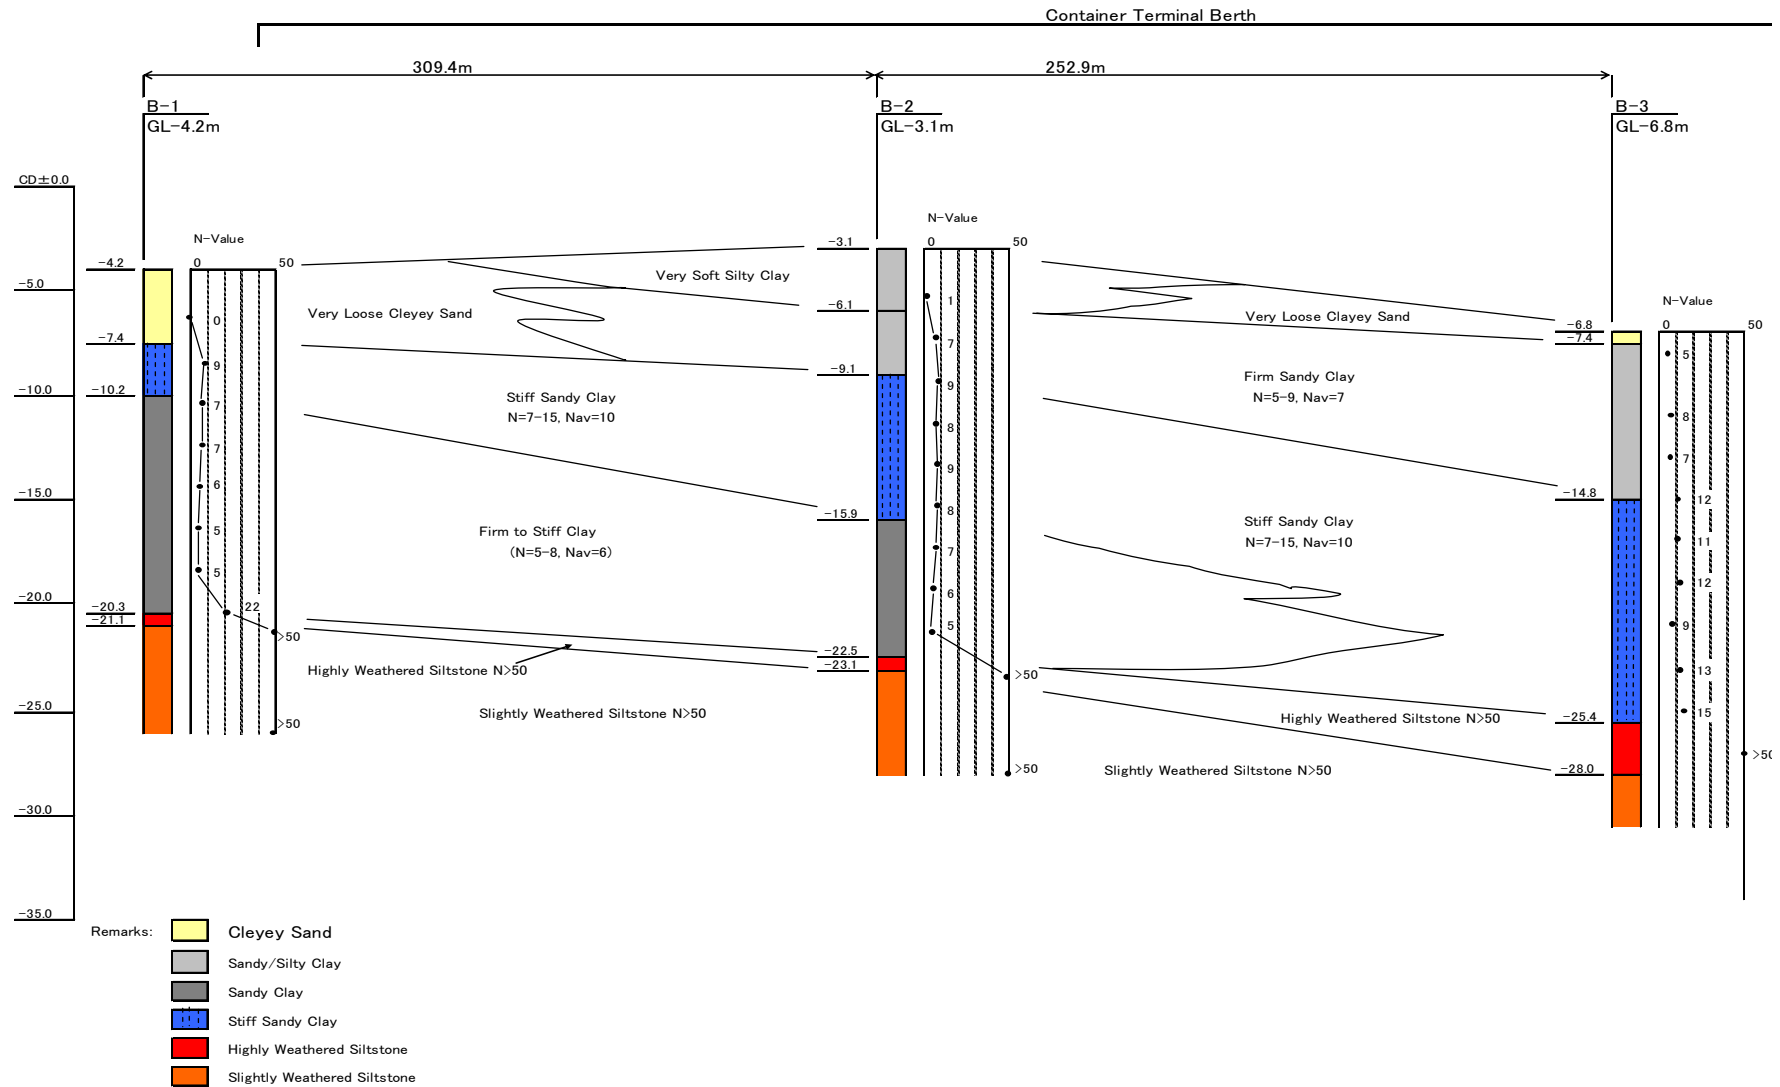 Container Terminal Berth
309.4m
252.9m
B-1
GL-4.2m
B-2
GL-3.1m
B-3
GL-6.8m
CD±0.0
-5.0
-10.0
-15.0
-20.0
-25.0
-30.0
-35.0
N-Value
0
50
-4.2
-7.4
-10.2
-20.3
-21.1
0
9
7
7
6
5
5
22
>50
>50
Very Soft Silty Clay
Very Loose Cleyey Sand
Stiff Sandy Clay
N=7-15, Nav=10
Firm to Stiff Clay
(N=5-8, Nav=6)
Highly Weathered Siltstone N>50
Slightly Weathered Siltstone N>50
N-Value
0
50
-3.1
-6.1
-9.1
-15.9
-22.5
-23.1
1
7
9
8
9
8
7
6
5
>50
>50
Very Loose Clayey Sand
Firm Sandy Clay
N=5-9, Nav=7
Stiff Sandy Clay
N=7-15, Nav=10
Highly Weathered Siltstone N>50
Slightly Weathered Siltstone N>50
N-Value
0
50
-6.8
-7.4
-14.8
-25.4
-28.0
5
8
7
12
11
12
9
13
15
>50
Remarks:
Cleyey Sand
Sandy/Silty Clay
Sandy Clay
Stiff Sandy Clay
Highly Weathered Siltstone
Slightly Weathered Siltstone